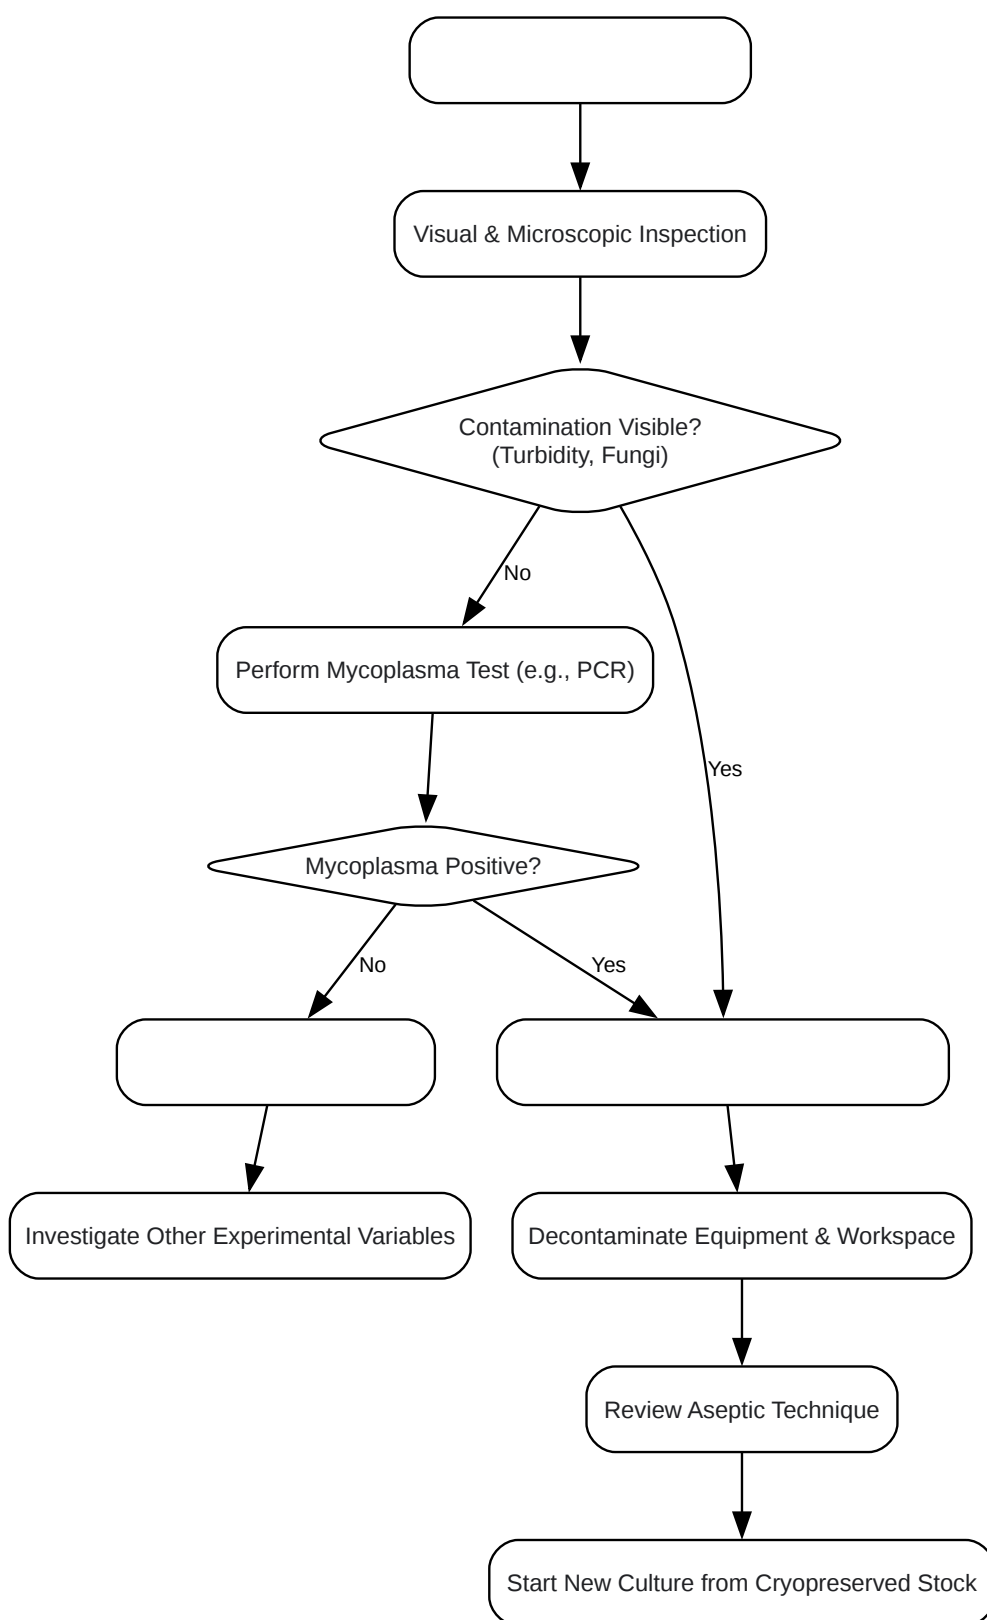 Visual & Microscopic Inspection
Contamination Visible?
(Turbidity, Fungi)
No
Perform Mycoplasma Test (e.g., PCR)
Yes
Mycoplasma Positive?
No
Yes
Investigate Other Experimental Variables
Decontaminate Equipment & Workspace
Review Aseptic Technique
Start New Culture from Cryopreserved Stock